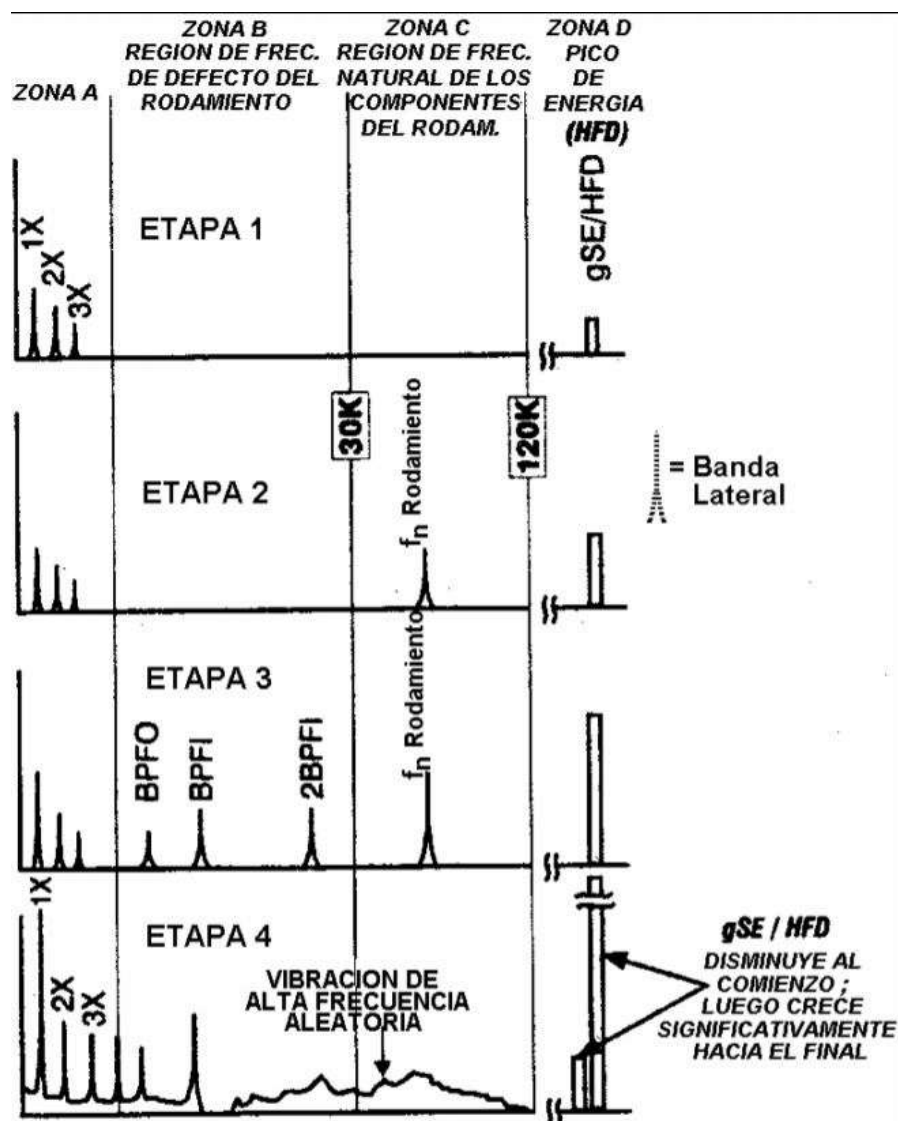 ZONA A
ZONA B
REGION DE FREC.
DE DEFECTO DEL
RODAMIENTO
ZONA C
REGION DE FREC.
NATURAL DE LOS
COMPONENTES
DEL RODAM.
ZONA D
PICO
DE
ENERGIA
(HFD)
ETAPA 1
1X
2X
3X
gSE/HFD
30K
120K
ETAPA 2
fn Rodamiento
= Banda
Lateral
ETAPA 3
BPFO
BPFI
2BPFI
fn Rodamiento
ETAPA 4
1X
2X
3X
VIBRACION DE
ALTA FRECUENCIA
ALEATORIA
gSE / HFD
DISMINUYE AL
COMIENZO ;
LUEGO CRECE
SIGNIFICATIVAMENTE
HACIA EL FINAL